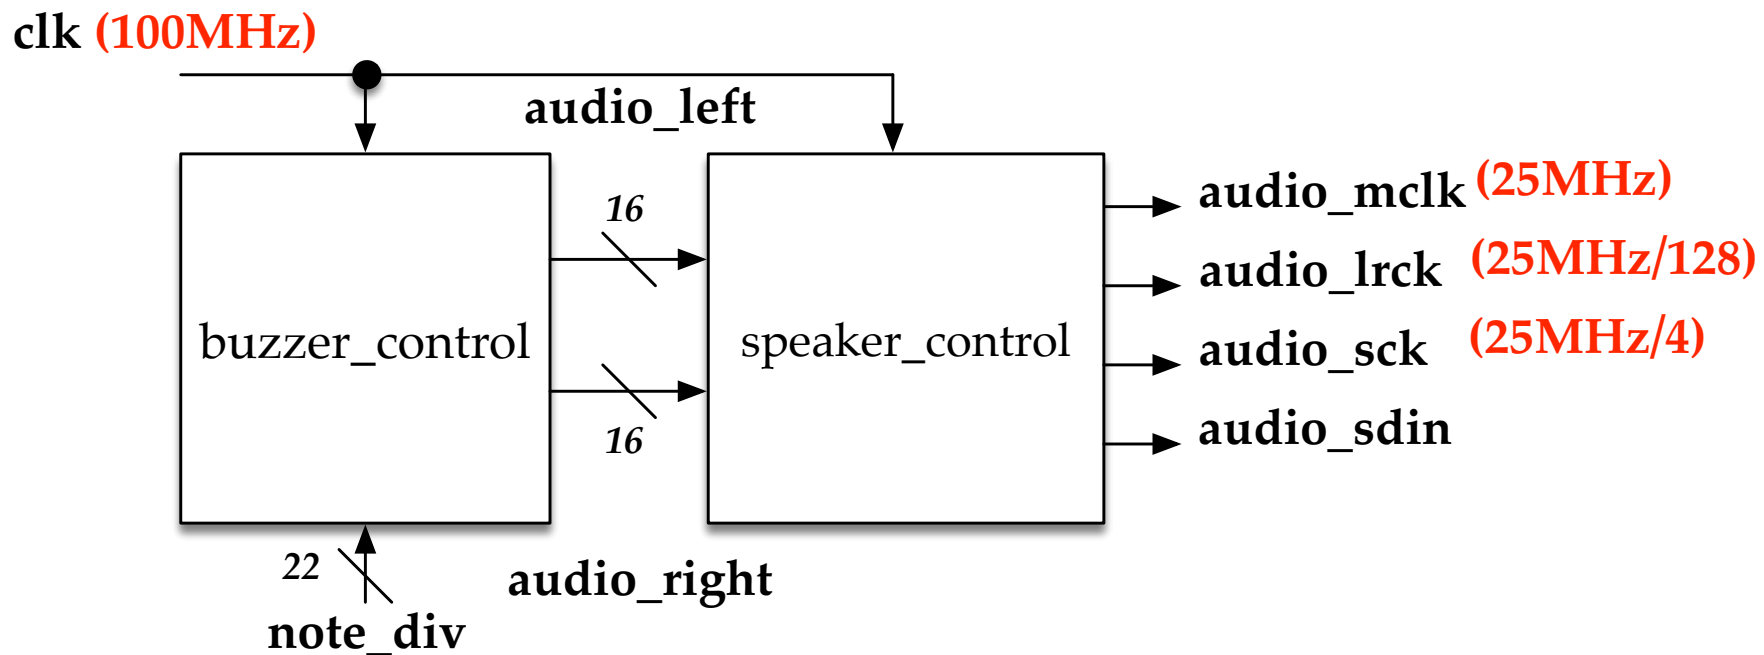 clk (100MHz)
audio_left
audio_mclk (25MHz)
16
audio_lrck (25MHz/128)
buzzer_control
speaker_control
audio_sck (25MHz/4)
16
audio_sdin
22
audio_right
note_div